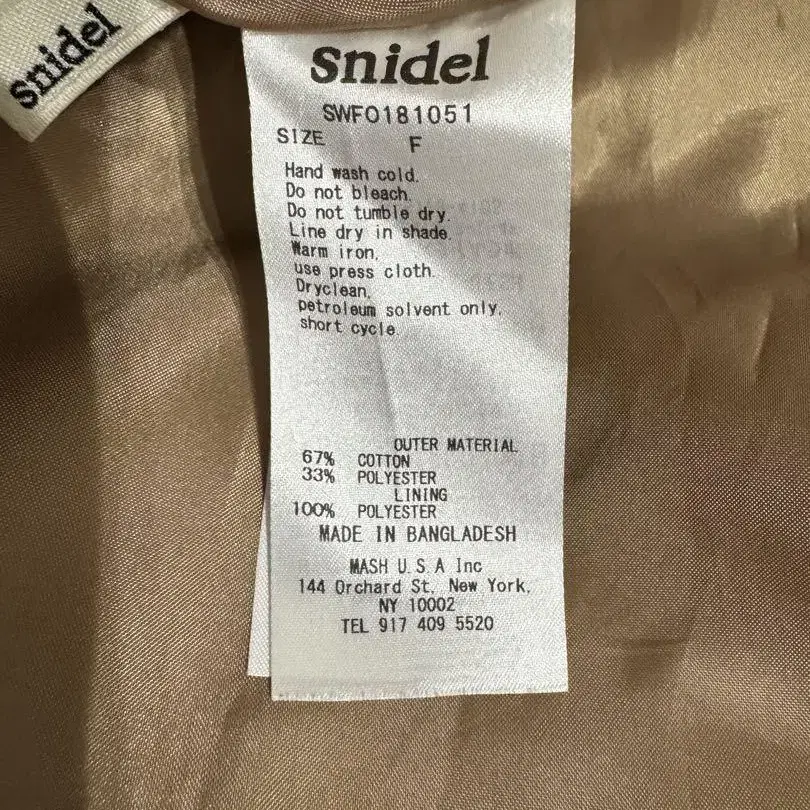 snidel
snidel
SWFO181051
SIZE F
Hand wash cold.
Do not bleach.
Do not tumble dry.
Line dry in shade.
Warm iron,
use press cloth.
Dryclean,
petroleum solvent only,
short cycle.
OUTER MATERIAL
67% COTTON
33% POLYESTER
LINING
100% POLYESTER
MADE IN BANGLADESH
MASH U.S.A Inc
144 Orchard St, New York,
NY 10002
TEL 917 409 5520